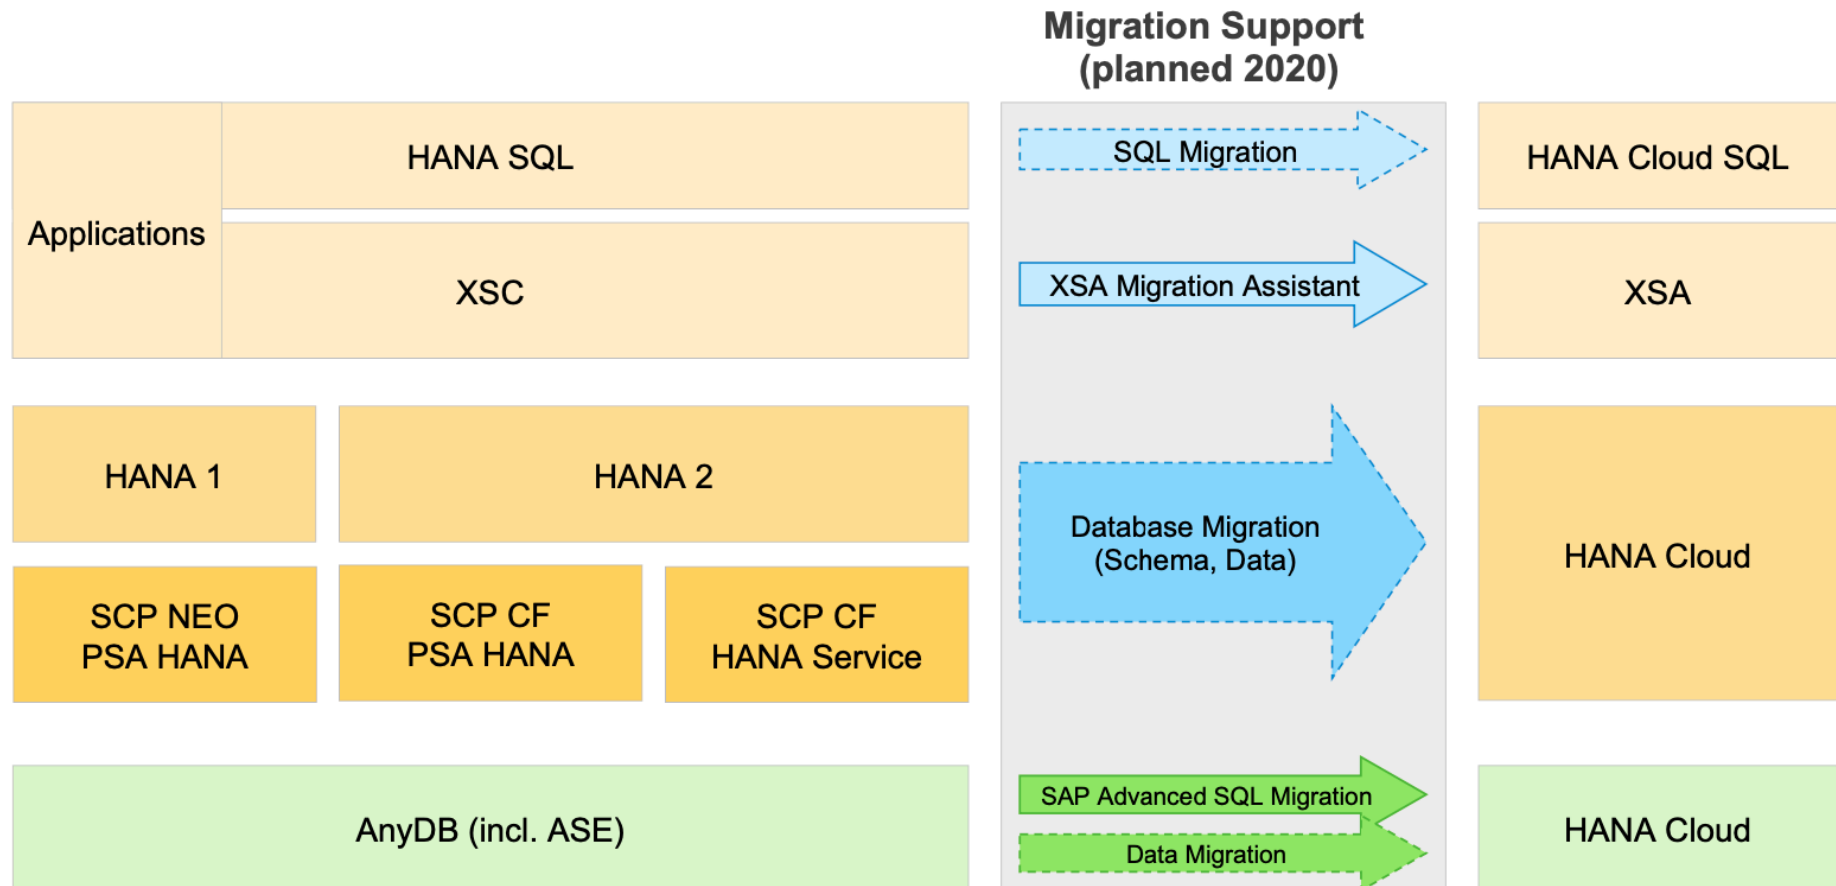 Migration Support
(planned 2020)
Applications
HANA SQL
SQL Migration
HANA Cloud SQL
XSC
XSA Migration Assistant
XSA
HANA 1
HANA 2
SCP NEO
PSA HANA
SCP CF
PSA HANA
SCP CF
HANA Service
Database Migration
(Schema, Data)
HANA Cloud
AnyDB (incl. ASE)
SAP Advanced SQL Migration
Data Migration
HANA Cloud